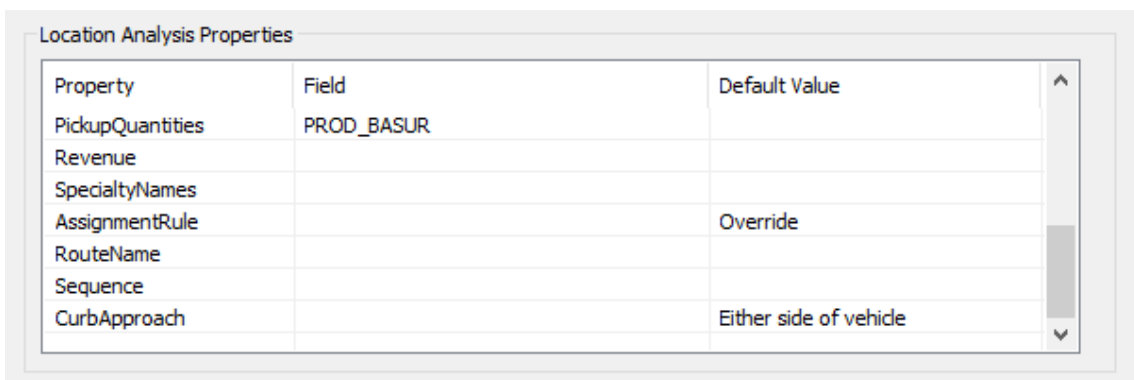 Location Analysis Properties
Property Field Default Value
PickupQuantities PROD_BASUR
Revenue
SpecialtyNames
AssignmentRule Override
RouteName
Sequence
CurbApproach Either side of vehicle